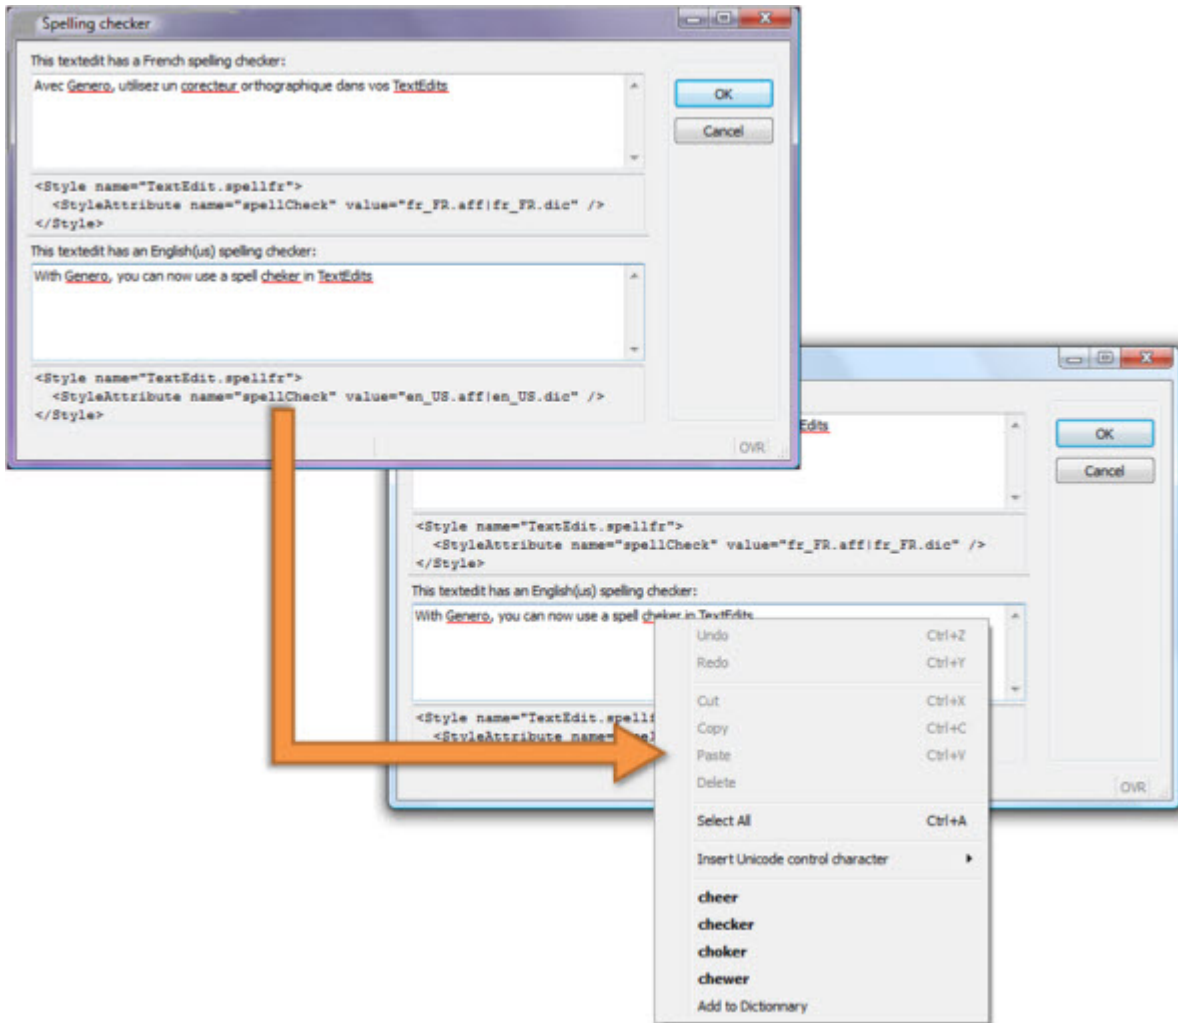 Spelling checker
This textedit has a French spelling checker:
Avec Genero, utilisez un corecteur orthographique dans vos TextEdits
OK
Cancel
<Style name="TextEdit.spellfr">
<StyleAttribute name="spellCheck" value="fr_FR.aff|fr_FR.dic" />
</Style>
This textedit has an English(us) spelling checker:
With Genero, you can now use a spell cheker in TextEdits
<Style name="TextEdit.spellfr">
<StyleAttribute name="spellCheck" value="en_US.aff|en_US.dic" />
</Style>
OVR
Edits
OK
Cancel
<Style name="TextEdit.spellfr">
<StyleAttribute name="spellCheck" value="fr_FR.aff|fr_FR.dic" />
</Style>
This textedit has an English(us) spelling checker:
With Genero, you can now use a spell cheker in TextEdits
Undo Ctrl+Z
Redo Ctrl+Y
Cut Ctrl+X
<Style name="TextEdit.spellf
Copy Ctrl+C
<StyleAttribute name=
Paste Ctrl+V
Delete
OVR
Select All Ctrl+A
Insert Unicode control character
cheer
checker
choker
chewer
Add to Dictionnary